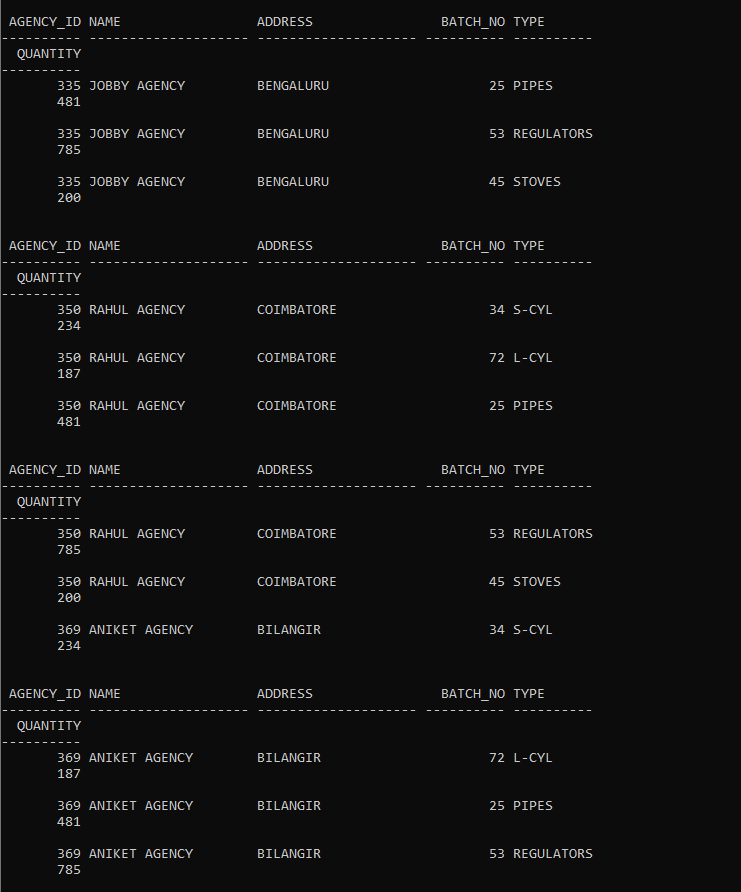 AGENCY_ID NAME                 ADDRESS                BATCH_NO TYPE
---------- -------------------- -------------------- ---------- ----------
  QUANTITY
----------
       335 JOBBY AGENCY         BENGALURU                    25 PIPES
       481
       335 JOBBY AGENCY         BENGALURU                    53 REGULATORS
       785
       335 JOBBY AGENCY         BENGALURU                    45 STOVES
       200
 AGENCY_ID NAME                 ADDRESS                BATCH_NO TYPE
---------- -------------------- -------------------- ---------- ----------
  QUANTITY
----------
       350 RAHUL AGENCY         COIMBATORE                   34 S-CYL
       234
       350 RAHUL AGENCY         COIMBATORE                   72 L-CYL
       187
       350 RAHUL AGENCY         COIMBATORE                   25 PIPES
       481
 AGENCY_ID NAME                 ADDRESS                BATCH_NO TYPE
---------- -------------------- -------------------- ---------- ----------
  QUANTITY
----------
       350 RAHUL AGENCY         COIMBATORE                   53 REGULATORS
       785
       350 RAHUL AGENCY         COIMBATORE                   45 STOVES
       200
       369 ANIKET AGENCY        BILANGIR                     34 S-CYL
       234
 AGENCY_ID NAME                 ADDRESS                BATCH_NO TYPE
---------- -------------------- -------------------- ---------- ----------
  QUANTITY
----------
       369 ANIKET AGENCY        BILANGIR                     72 L-CYL
       187
       369 ANIKET AGENCY        BILANGIR                     25 PIPES
       481
       369 ANIKET AGENCY        BILANGIR                     53 REGULATORS
       785